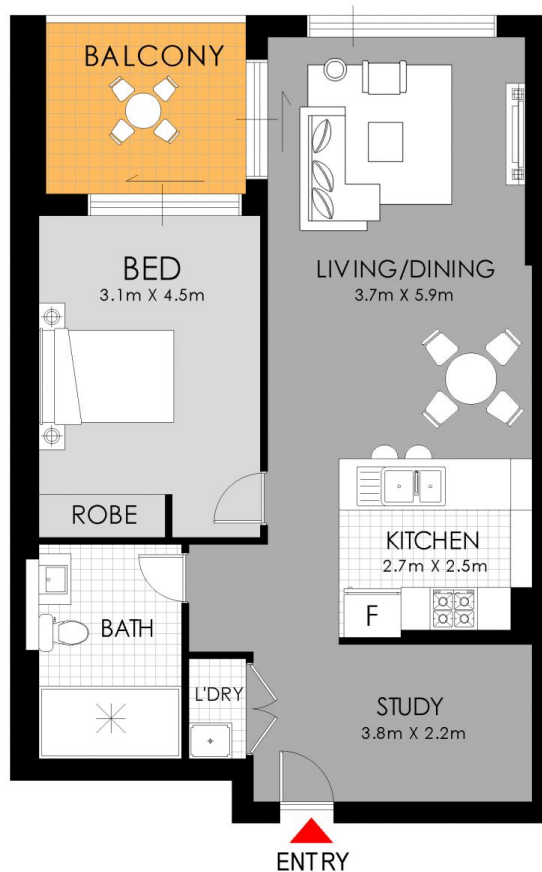 BALCONY
BED
3.1m X 4.5m
LIVING/DINING
3.7m X 5.9m
ROBE
KITCHEN
2.7m X 2.5m
F
BATH
L'DRY
STUDY
3.8m X 2.2m
ENTRY